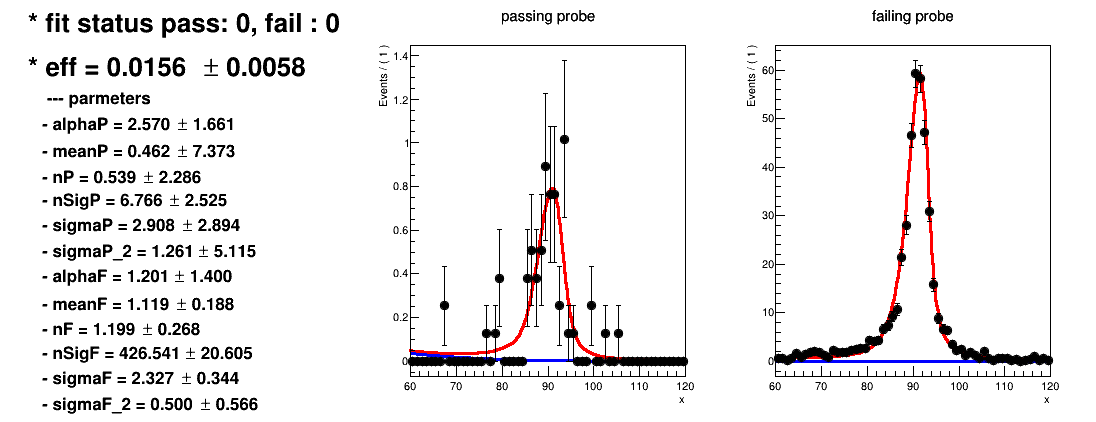 * fit status pass: 0, fail : 0
* eff = 0.0156 ± 0.0058
--- parmeters
- alphaP = 2.570 ± 1.661
- meanP = 0.462 ± 7.373
- nP = 0.539 ± 2.286
- nSigP = 6.766 ± 2.525
- sigmaP = 2.908 ± 2.894
- sigmaP_2 = 1.261 ± 5.115
- alphaF = 1.201 ± 1.400
- meanF = 1.119 ± 0.188
- nF = 1.199 ± 0.268
- nSigF = 426.541 ± 20.605
- sigmaF = 2.327 ± 0.344
- sigmaF_2 = 0.500 ± 0.566
passing probe
Events / ( 1 )
1.4
1.2
1
0.8
0.6
0.4
0.2
0
60 70 80 90 100 110 120
x
failing probe
Events / ( 1 )
60
50
40
30
20
10
0
60 70 80 90 100 110 120
x